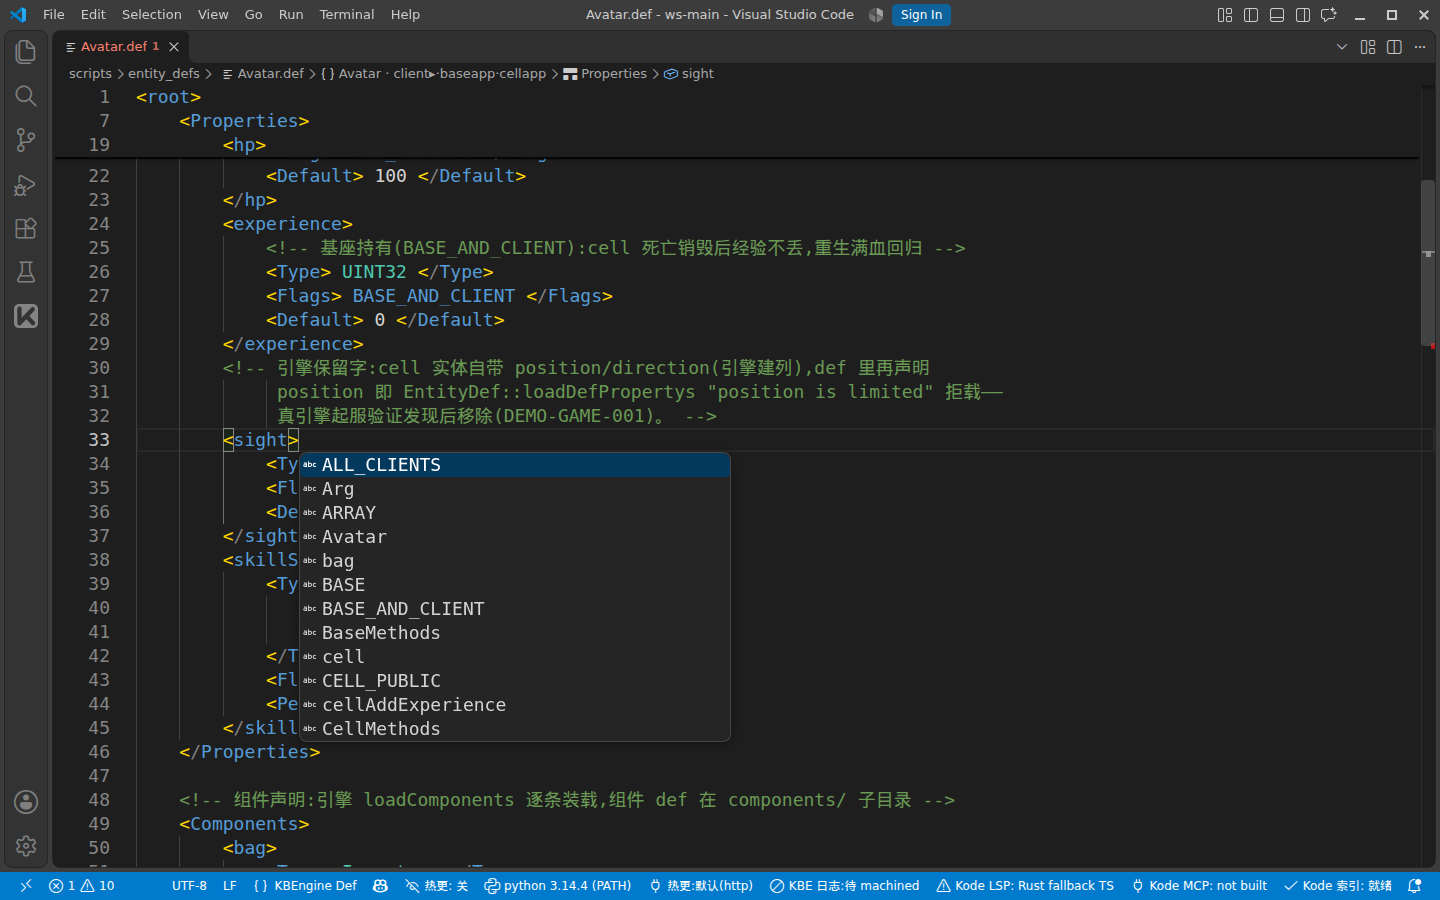 File Edit Selection View Go Run Terminal Help
Avatar.def - ws-main - Visual Studio Code
Sign In
Avatar.def 1
scripts > entity_defs > Avatar.def > { } Avatar · client▸·baseapp·cellapp > Properties > sight
1 <root>
7 <Properties>
19 <hp>
22 <Default> 100 </Default>
23 </hp>
24 <experience>
25 <!-- 基座持有(BASE_AND_CLIENT):cell 死亡销毁后经验不丢,重生满血回归 -->
26 <Type> UINT32 </Type>
27 <Flags> BASE_AND_CLIENT </Flags>
28 <Default> 0 </Default>
29 </experience>
30 <!-- 引擎保留字:cell 实体自带 position/direction(引擎建列),def 里再声明
31 position 即 EntityDef::loadDefPropertys "position is limited" 拒载——
32 真引擎起服验证发现后移除(DEMO-GAME-001)。 -->
33 <sight>
34 <Ty
35 <Fl
36 <De
37 </sight
38 <skillS
39 <Ty
40
41
42 </T
43 <Fl
44 <Pe
45 </skill
46 </Properties>
47
48 <!-- 组件声明:引擎 loadComponents 逐条装载,组件 def 在 components/ 子目录 -->
49 <Components>
50 <bag>
abc ALL_CLIENTS
abc Arg
abc ARRAY
abc Avatar
abc bag
abc BASE
abc BASE_AND_CLIENT
abc BaseMethods
abc cell
abc CELL_PUBLIC
abc cellAddExperience
abc CellMethods
1 10 UTF-8 LF { } KBEngine Def 热更: 关 python 3.14.4 (PATH) 热更:默认(http) KBE 日志:待 machined Kode LSP: Rust fallback TS Kode MCP: not built Kode 索引: 就绪